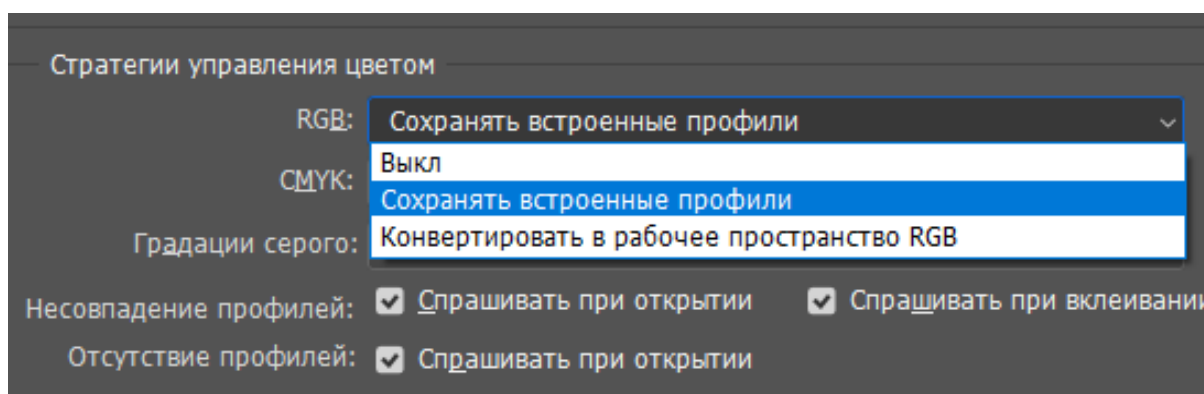 Стратегии управления цветом
RGB: Сохранять встроенные профили
Выкл
CMYK:
Сохранять встроенные профили
Градации серого: Конвертировать в рабочее пространство RGB
Несовпадение профилей: Спрашивать при открытии Спрашивать при вклеивани
Отсутствие профилей: Спрашивать при открытии